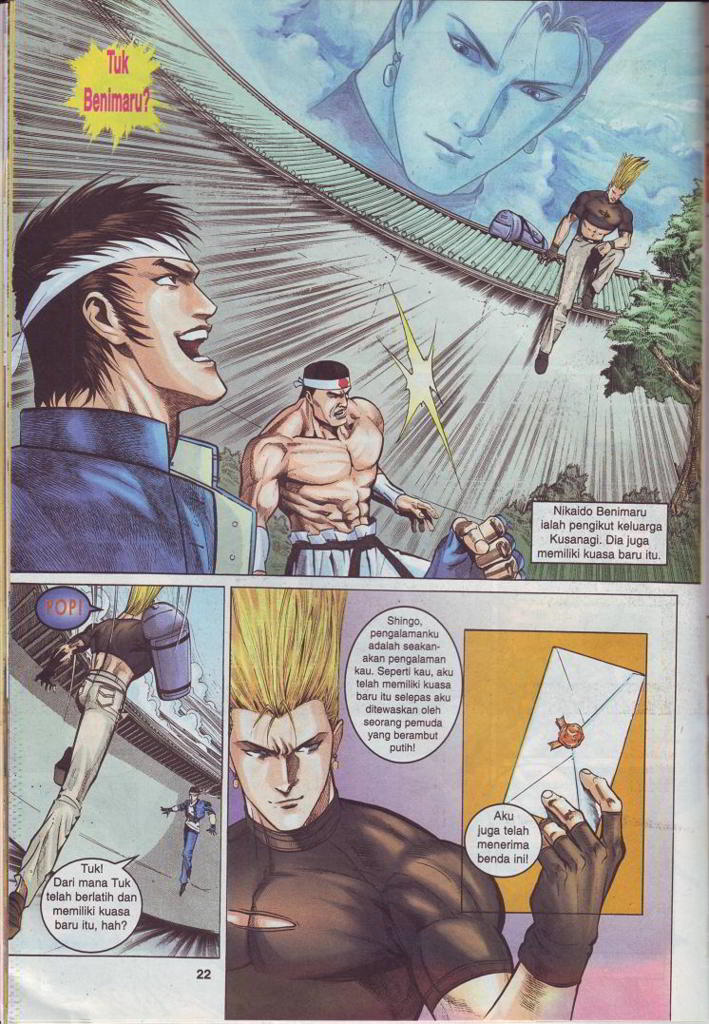 Tuk
Benimaru?
Nikaido Benimaru
ialah pengikut keluarga
Kusanagi. Dia juga
memiliki kuasa baru itu.
POP!
Tuk!
Dari mana Tuk
telah berlatih dan
memiliki kuasa
baru itu, hah?
Shingo,
pengalamanku
adalah seakan-
akan pengalaman
kau. Seperti kau, aku
telah memiliki kuasa
baru itu selepas aku
ditewaskan oleh
seorang pemuda
yang berambut
putih!
Aku
juga telah
menerima
benda ini!
22